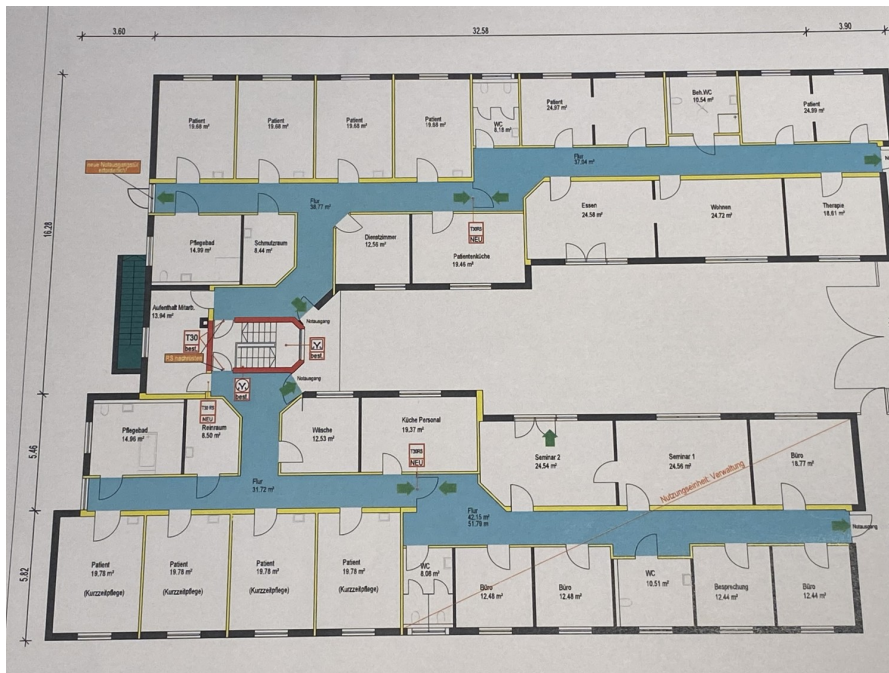 3.60
32.58
3.90
16.28
5.46
5.82
Patient
19.68 m²
Patient
19.68 m²
Patient
19.68 m²
Patient
19.68 m²
WC
8.18 m²
Patient
24,97 m²
Beh.WC
10.54 m²
Patient
24,99 m²
Flur
37,04 m²
Flur
38,77 m²
Pflegebad
14.99 m²
Schmutzraum
8.44 m²
Dienstzimmer
12,56 m²
Patientenküche
19.46 m²
NEU
Essen
24.58 m²
Wohnen
24,72 m²
Therapie
18,61 m²
Aufenthalt Mitarb.
13.94 m²
T30
best.
best.
best.
Notausgang
Notausgang
Pflegebad
14,96 m²
T30 RS
NEU
Reinraum
8.50 m²
Wäsche
12,53 m²
Küche Personal
19,37 m²
T30RS
NEU
Seminar 2
24,54 m²
Seminar 1
24,56 m²
Büro
18,77 m²
Nutzungseinheit: Verwaltung
Flur
31,72 m²
Flur
42,15 m²
51,79 m
Notausgang
Patient
19.78 m²
(Kurzzeitpflege)
Patient
19.78 m²
(Kurzzeitpflege)
Patient
19.78 m²
(Kurzzeitpflege)
Patient
19.78 m²
(Kurzzeitpflege)
WC
8,08 m²
Büro
12,48 m²
Büro
12,48 m²
WC
10,51 m²
Besprechung
12,44 m²
Büro
12,44 m²